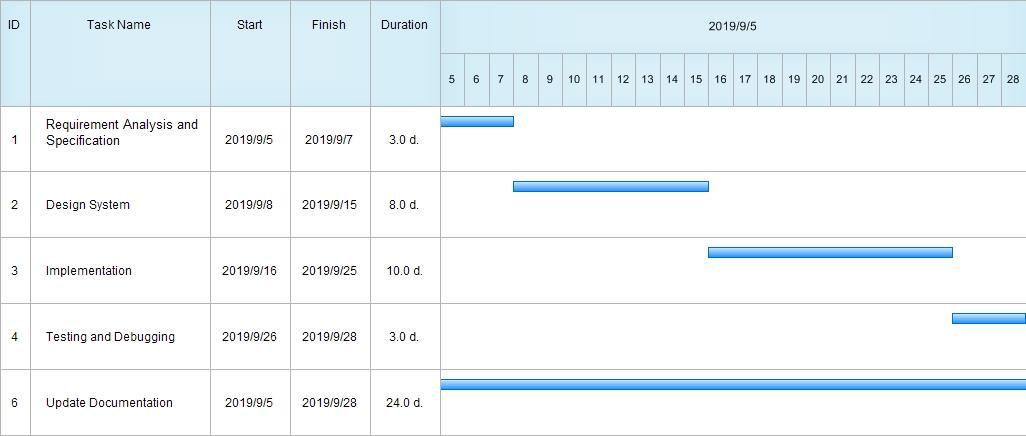 ID Task Name Start Finish Duration 2019/9/5
5 6 7 8 9 10 11 12 13 14 15 16 17 18 19 20 21 22 23 24 25 26 27 28
Requirement Analysis and
1 Specification 2019/9/5 2019/9/7 3.0 d.
2 Design System 2019/9/8 2019/9/15 8.0 d.
3 Implementation 2019/9/16 2019/9/25 10.0 d.
4 Testing and Debugging 2019/9/26 2019/9/28 3.0 d.
6 Update Documentation 2019/9/5 2019/9/28 24.0 d.